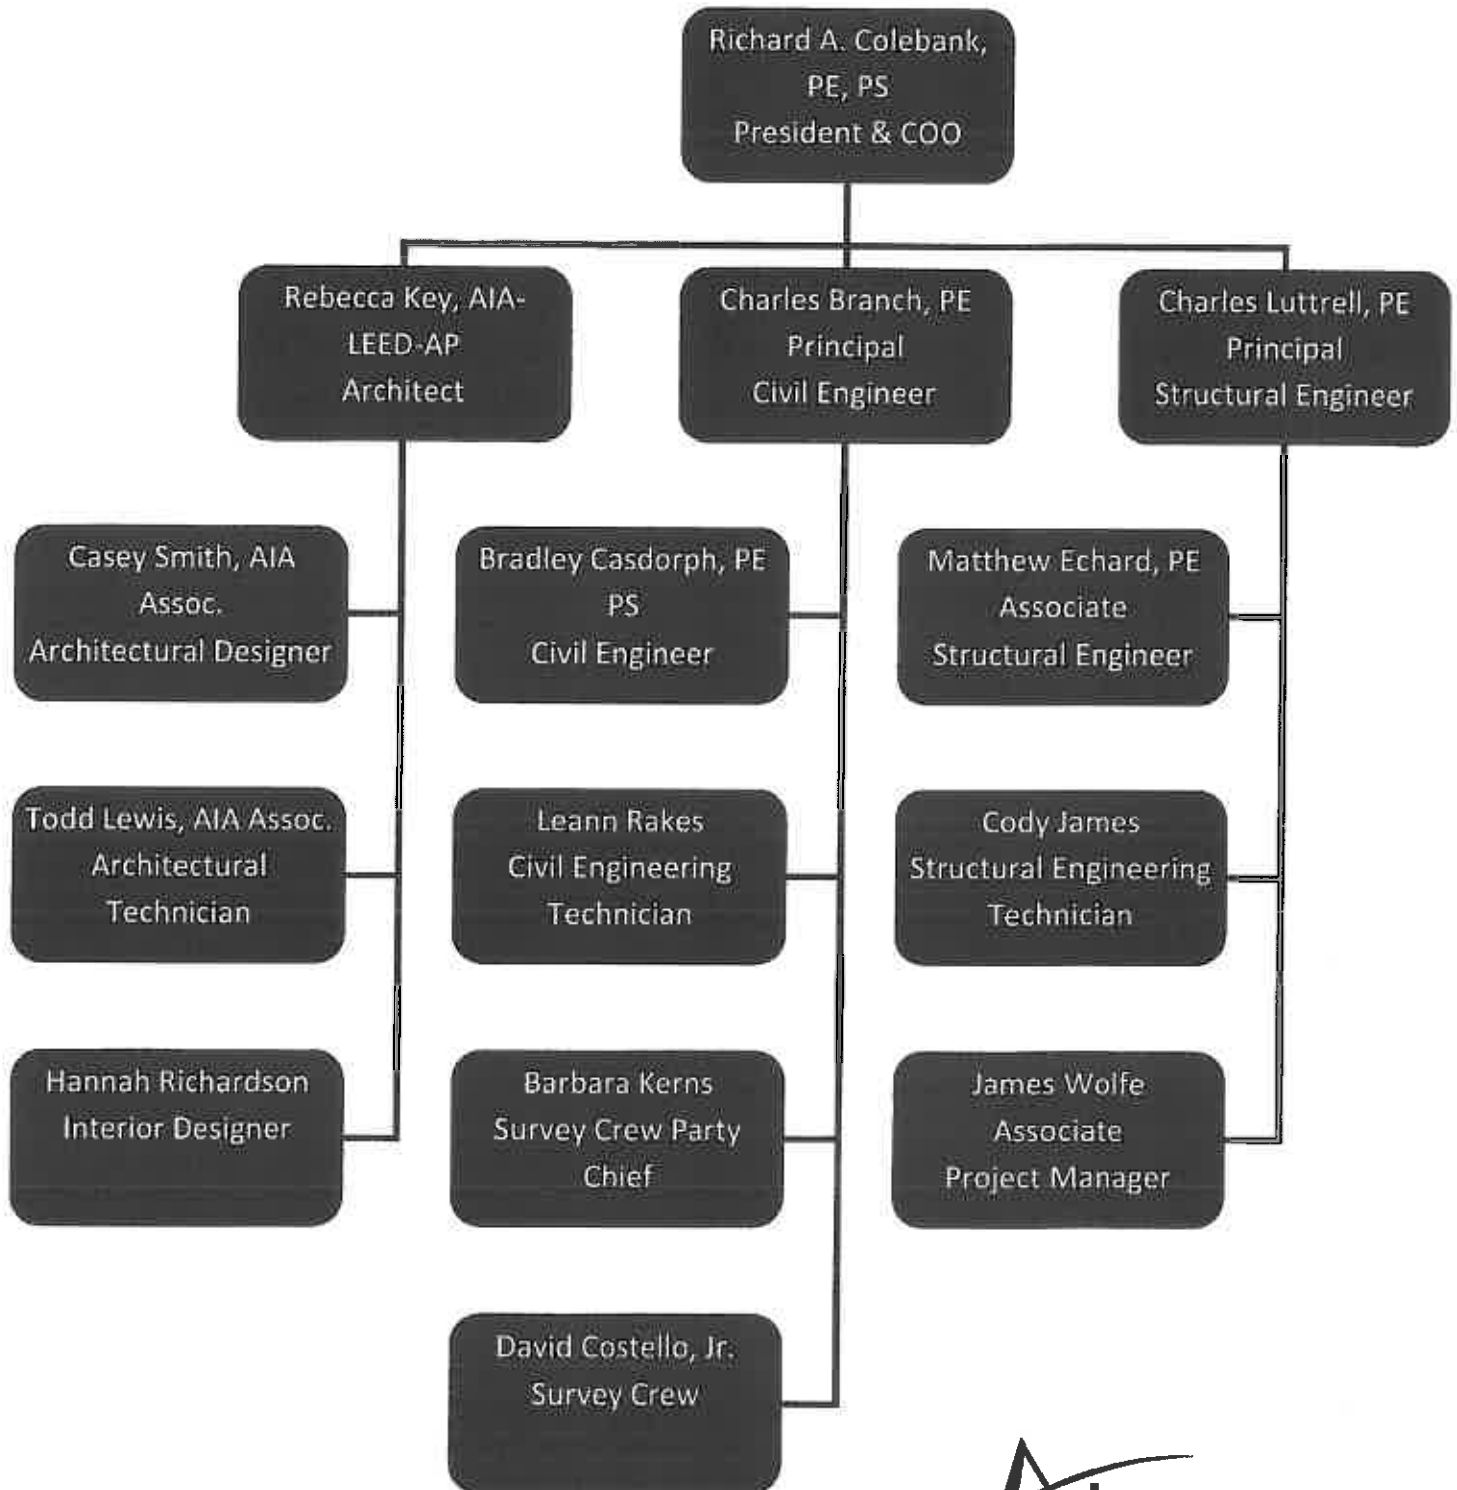 Richard A. Colebank,
PE, PS
President & COO
Rebecca Key, AIA-
LEED-AP
Architect
Charles Branch, PE
Principal
Civil Engineer
Charles Luttrell, PE
Principal
Structural Engineer
Casey Smith, AIA
Assoc.
Architectural Designer
Bradley Casdorph, PE
PS
Civil Engineer
Matthew Echard, PE
Associate
Structural Engineer
Todd Lewis, AIA Assoc.
Architectural
Technician
Leann Rakes
Civil Engineering
Technician
Cody James
Structural Engineering
Technician
Hannah Richardson
Interior Designer
Barbara Kerns
Survey Crew Party
Chief
James Wolfe
Associate
Project Manager
David Costello, Jr.
Survey Crew